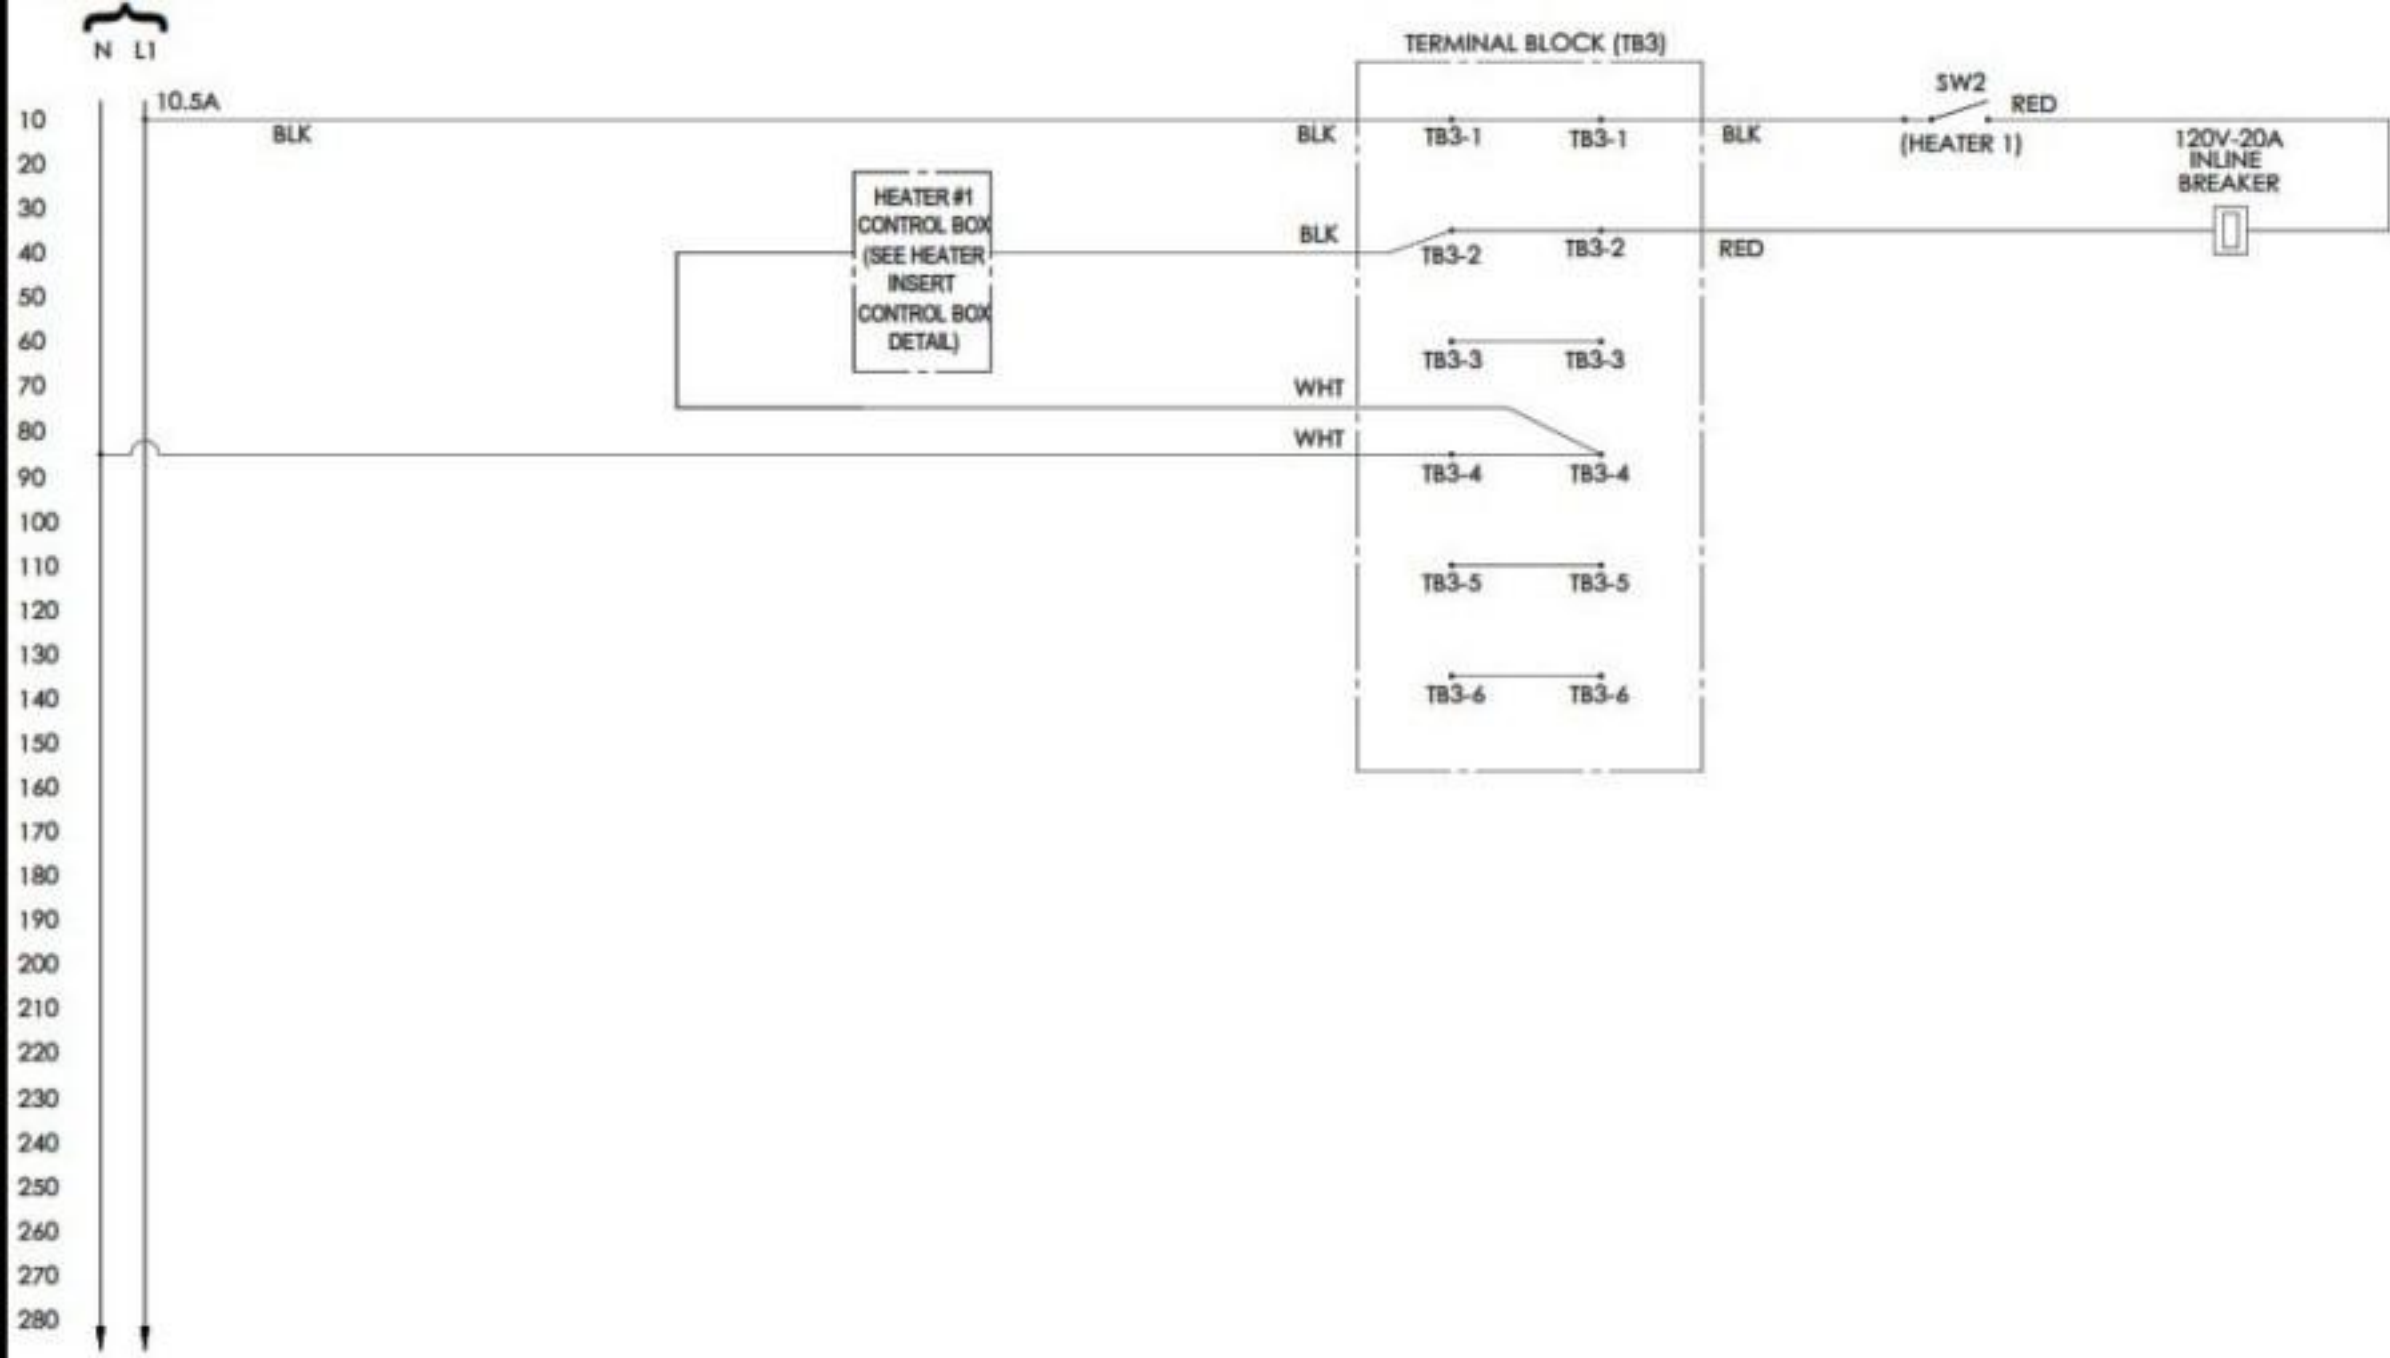 N L1
TERMINAL BLOCK (TB3)
SW2
10.5A
RED
10
BLK
BLK
TB3-1
TB3-1
BLK
(HEATER 1)
120V-20A
INLINE
BREAKER
20
30
HEATER #1
CONTROL BOX
(SEE HEATER
INSERT
CONTROL BOX
DETAIL)
BLK
TB3-2
TB3-2
RED
40
50
60
TB3-3
TB3-3
70
WHT
80
WHT
90
TB3-4
TB3-4
100
110
TB3-5
TB3-5
120
130
140
TB3-6
TB3-6
150
160
170
180
190
200
210
220
230
240
250
260
270
280